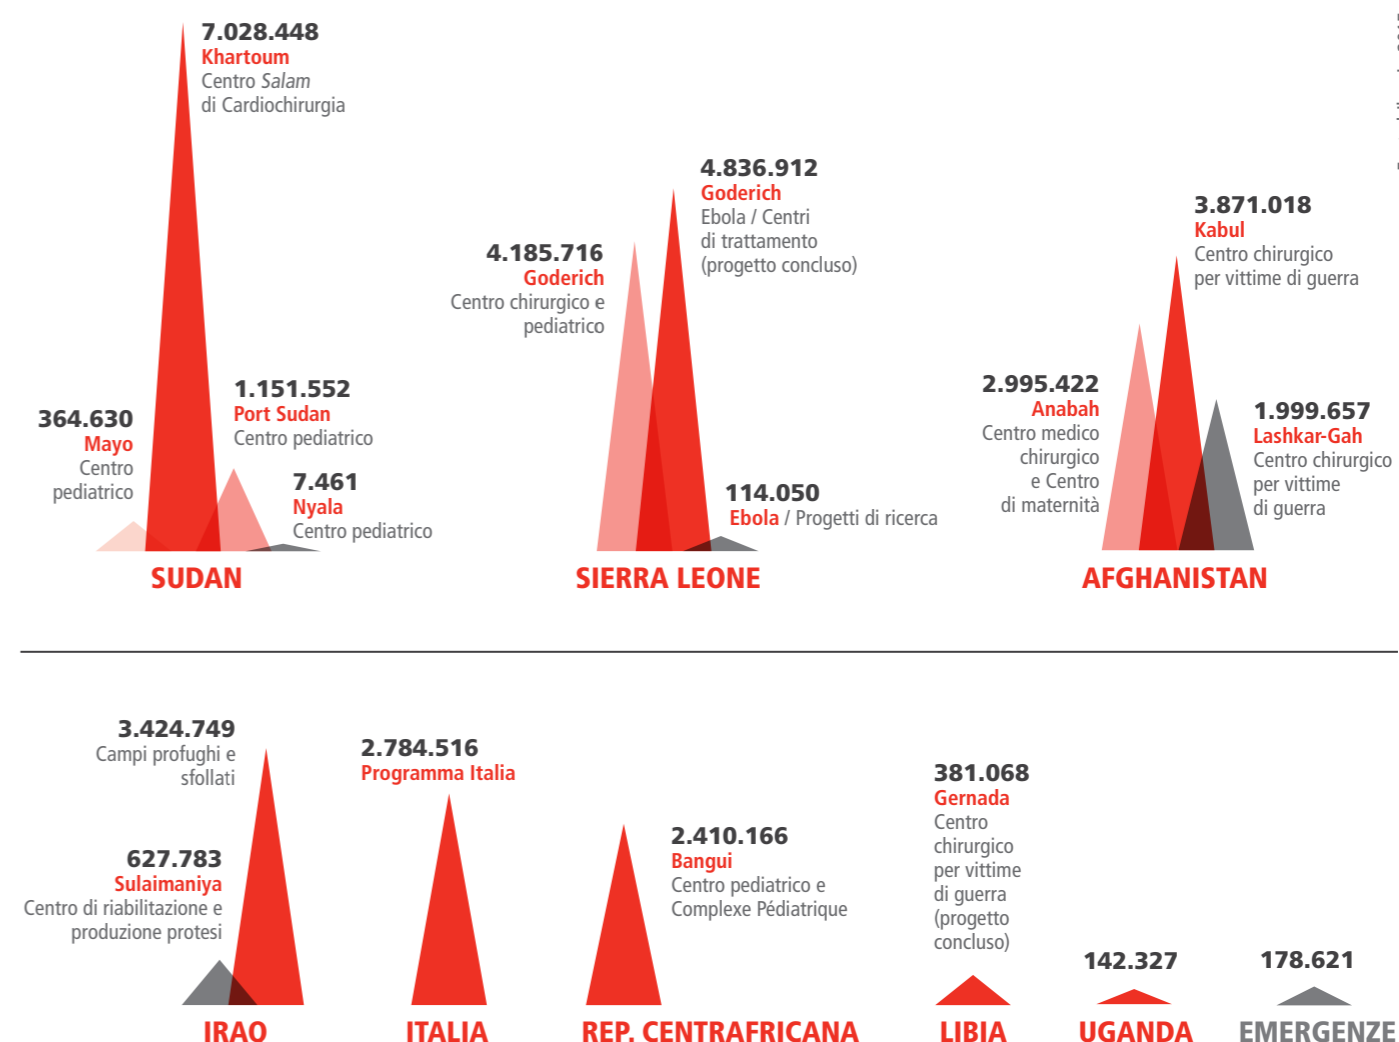 7.028.448
Khartoum
Centro Salam
di Cardiochirurgia
364.630
Mayo
Centro
pediatrico
1.151.552
Port Sudan
Centro pediatrico
7.461
Nyala
Centro pediatrico
SUDAN
4.185.716
Goderich
Centro chirurgico e
pediatrico
4.836.912
Goderich
Ebola / Centri
di trattamento
(progetto concluso)
114.050
Ebola / Progetti di ricerca
SIERRA LEONE
2.995.422
Anabah
Centro medico
chirurgico
e Centro
di maternità
3.871.018
Kabul
Centro chirurgico
per vittime di guerra
1.999.657
Lashkar-Gah
Centro chirurgico
per vittime
di guerra
AFGHANISTAN
3.424.749
Campi profughi e
sfollati
627.783
Sulaimaniya
Centro di riabilitazione e
produzione protesi
IRAQ
2.784.516
Programma Italia
ITALIA
2.410.166
Bangui
Centro pediatrico e
Complexe Pédiatrique
REP. CENTRAFRICANA
381.068
Gernada
Centro
chirurgico
per vittime
di guerra
(progetto
concluso)
LIBIA
142.327
UGANDA
178.621
EMERGENZE